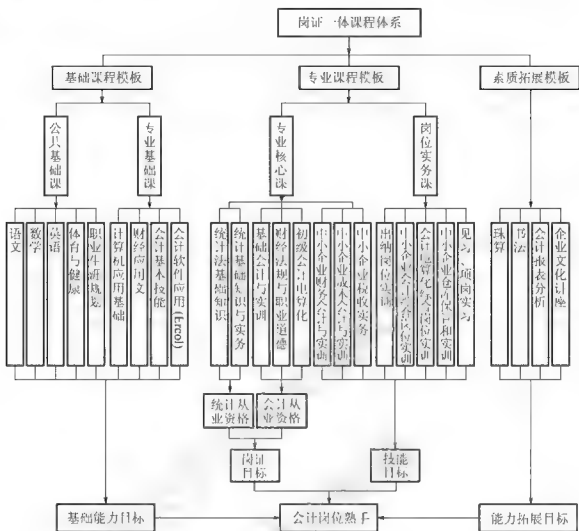 岗证一体课程体系
基础课程模板
专业课程模板
素质拓展模板
公共基础课
专业基础课
专业核心课
岗位实务课
语文
数学
英语
体育与健康
职业生涯规划
计算机应用基础
财经应用文
会计基本技能
会计软件应用(Excel)
统计法基础知识
统计基础知识与实务
基础会计与实训
财经法规与职业道德
初级会计电算化
中小企业财务会计与实训
中小企业成本会计与实训
中小企业税收实务
出纳岗位实训
中小企业会计岗位实训
会计电算化综合岗位实训
中小企业仓库 和实训
见习、顶岗实习
珠算
书法
会计报表分析
企业文化讲座
统计从业资格
会计从业资格
岗证目标
技能目标
基础能力目标
会计岗位熟手
能力拓展目标